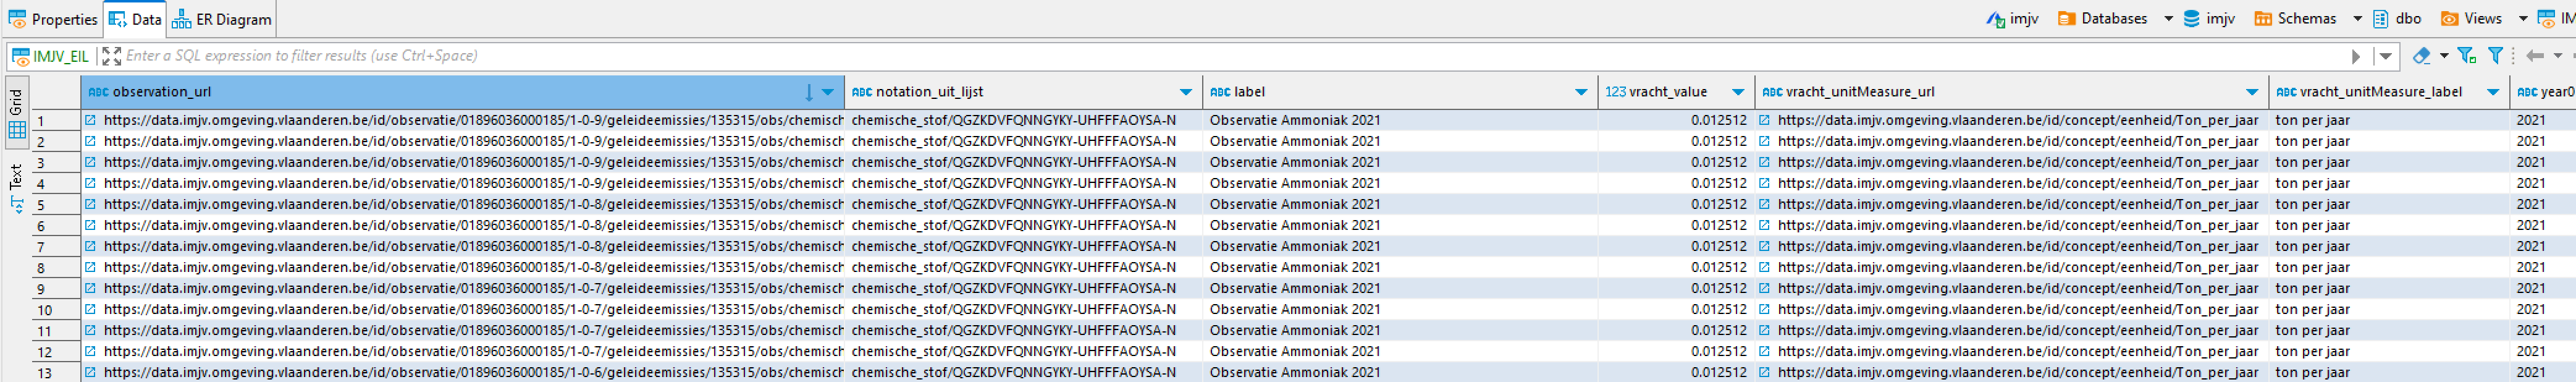 Properties Data ER Diagram imjv Databases imjv Schemas dbo Views IM
IMJV_EIL Enter a SQL expression to filter results (use Ctrl+Space)
Grid
Text
ABC observation_url ABC notation_uit_lijst ABC label 123 vracht_value ABC vracht_unitMeasure_url ABC vracht_unitMeasure_label ABC year0
1 https://data.imjv.omgeving.vlaanderen.be/id/observatie/01896036000185/1-0-9/geleideemissies/135315/obs/chemisch chemische_stof/QGZKDVFQNNGYKY-UHFFFAOYSA-N Observatie Ammoniak 2021 0.012512 https://data.imjv.omgeving.vlaanderen.be/id/concept/eenheid/Ton_per_jaar ton per jaar 2021
2 https://data.imjv.omgeving.vlaanderen.be/id/observatie/01896036000185/1-0-9/geleideemissies/135315/obs/chemisch chemische_stof/QGZKDVFQNNGYKY-UHFFFAOYSA-N Observatie Ammoniak 2021 0.012512 https://data.imjv.omgeving.vlaanderen.be/id/concept/eenheid/Ton_per_jaar ton per jaar 2021
3 https://data.imjv.omgeving.vlaanderen.be/id/observatie/01896036000185/1-0-9/geleideemissies/135315/obs/chemisch chemische_stof/QGZKDVFQNNGYKY-UHFFFAOYSA-N Observatie Ammoniak 2021 0.012512 https://data.imjv.omgeving.vlaanderen.be/id/concept/eenheid/Ton_per_jaar ton per jaar 2021
4 https://data.imjv.omgeving.vlaanderen.be/id/observatie/01896036000185/1-0-9/geleideemissies/135315/obs/chemisch chemische_stof/QGZKDVFQNNGYKY-UHFFFAOYSA-N Observatie Ammoniak 2021 0.012512 https://data.imjv.omgeving.vlaanderen.be/id/concept/eenheid/Ton_per_jaar ton per jaar 2021
5 https://data.imjv.omgeving.vlaanderen.be/id/observatie/01896036000185/1-0-8/geleideemissies/135315/obs/chemisch chemische_stof/QGZKDVFQNNGYKY-UHFFFAOYSA-N Observatie Ammoniak 2021 0.012512 https://data.imjv.omgeving.vlaanderen.be/id/concept/eenheid/Ton_per_jaar ton per jaar 2021
6 https://data.imjv.omgeving.vlaanderen.be/id/observatie/01896036000185/1-0-8/geleideemissies/135315/obs/chemisch chemische_stof/QGZKDVFQNNGYKY-UHFFFAOYSA-N Observatie Ammoniak 2021 0.012512 https://data.imjv.omgeving.vlaanderen.be/id/concept/eenheid/Ton_per_jaar ton per jaar 2021
7 https://data.imjv.omgeving.vlaanderen.be/id/observatie/01896036000185/1-0-8/geleideemissies/135315/obs/chemisch chemische_stof/QGZKDVFQNNGYKY-UHFFFAOYSA-N Observatie Ammoniak 2021 0.012512 https://data.imjv.omgeving.vlaanderen.be/id/concept/eenheid/Ton_per_jaar ton per jaar 2021
8 https://data.imjv.omgeving.vlaanderen.be/id/observatie/01896036000185/1-0-8/geleideemissies/135315/obs/chemisch chemische_stof/QGZKDVFQNNGYKY-UHFFFAOYSA-N Observatie Ammoniak 2021 0.012512 https://data.imjv.omgeving.vlaanderen.be/id/concept/eenheid/Ton_per_jaar ton per jaar 2021
9 https://data.imjv.omgeving.vlaanderen.be/id/observatie/01896036000185/1-0-7/geleideemissies/135315/obs/chemisch chemische_stof/QGZKDVFQNNGYKY-UHFFFAOYSA-N Observatie Ammoniak 2021 0.012512 https://data.imjv.omgeving.vlaanderen.be/id/concept/eenheid/Ton_per_jaar ton per jaar 2021
10 https://data.imjv.omgeving.vlaanderen.be/id/observatie/01896036000185/1-0-7/geleideemissies/135315/obs/chemisch chemische_stof/QGZKDVFQNNGYKY-UHFFFAOYSA-N Observatie Ammoniak 2021 0.012512 https://data.imjv.omgeving.vlaanderen.be/id/concept/eenheid/Ton_per_jaar ton per jaar 2021
11 https://data.imjv.omgeving.vlaanderen.be/id/observatie/01896036000185/1-0-7/geleideemissies/135315/obs/chemisch chemische_stof/QGZKDVFQNNGYKY-UHFFFAOYSA-N Observatie Ammoniak 2021 0.012512 https://data.imjv.omgeving.vlaanderen.be/id/concept/eenheid/Ton_per_jaar ton per jaar 2021
12 https://data.imjv.omgeving.vlaanderen.be/id/observatie/01896036000185/1-0-7/geleideemissies/135315/obs/chemisch chemische_stof/QGZKDVFQNNGYKY-UHFFFAOYSA-N Observatie Ammoniak 2021 0.012512 https://data.imjv.omgeving.vlaanderen.be/id/concept/eenheid/Ton_per_jaar ton per jaar 2021
13 https://data.imjv.omgeving.vlaanderen.be/id/observatie/01896036000185/1-0-6/geleideemissies/135315/obs/chemisch chemische_stof/QGZKDVFQNNGYKY-UHFFFAOYSA-N Observatie Ammoniak 2021 0.012512 https://data.imjv.omgeving.vlaanderen.be/id/concept/eenheid/Ton_per_jaar ton per jaar 2021